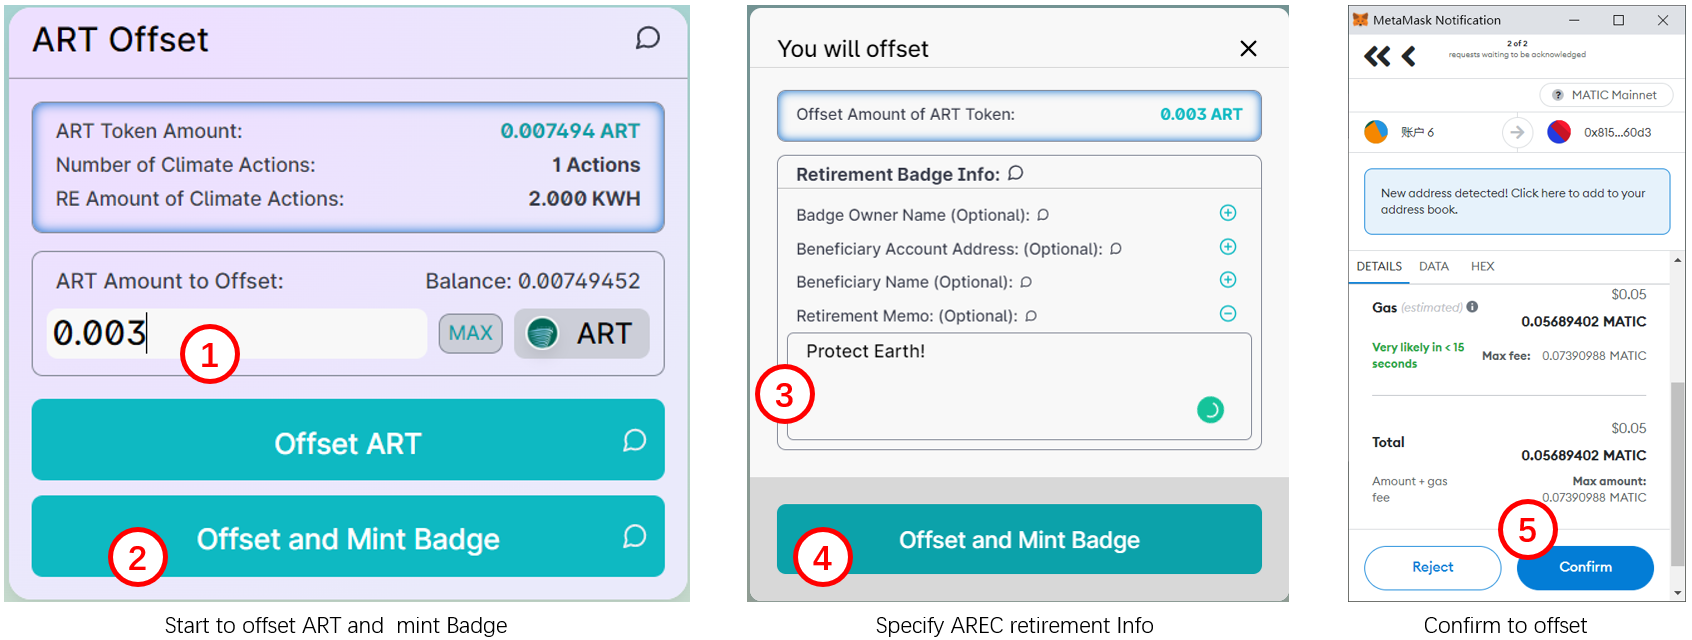 ART Offset
ART Token Amount: 0.007494 ART
Number of Climate Actions: 1 Actions
RE Amount of Climate Actions: 2.000 KWH
ART Amount to Offset: Balance: 0.00749452
0.003 MAX ART
1
Offset ART
Offset and Mint Badge
2
Start to offset ART and mint Badge
You will offset
Offset Amount of ART Token: 0.003 ART
Retirement Badge Info:
Badge Owner Name (Optional):
Beneficiary Account Address: (Optional):
Beneficiary Name (Optional):
Retirement Memo: (Optional):
Protect Earth!
3
Offset and Mint Badge
4
Specify AREC retirement Info
MetaMask Notification
2 of 2
requests waiting to be acknowledged
? MATIC Mainnet
账户 6 0x815...60d3
New address detected! Click here to add to your
address book.
DETAILS DATA HEX
$0.05
Gas (estimated) i
0.05689402 MATIC
Very likely in < 15
seconds
Max fee: 0.07390988 MATIC
$0.05
Total
0.05689402 MATIC
Amount + gas
fee
Max amount:
0.07390988 MATIC
5
Reject Confirm
Confirm to offset